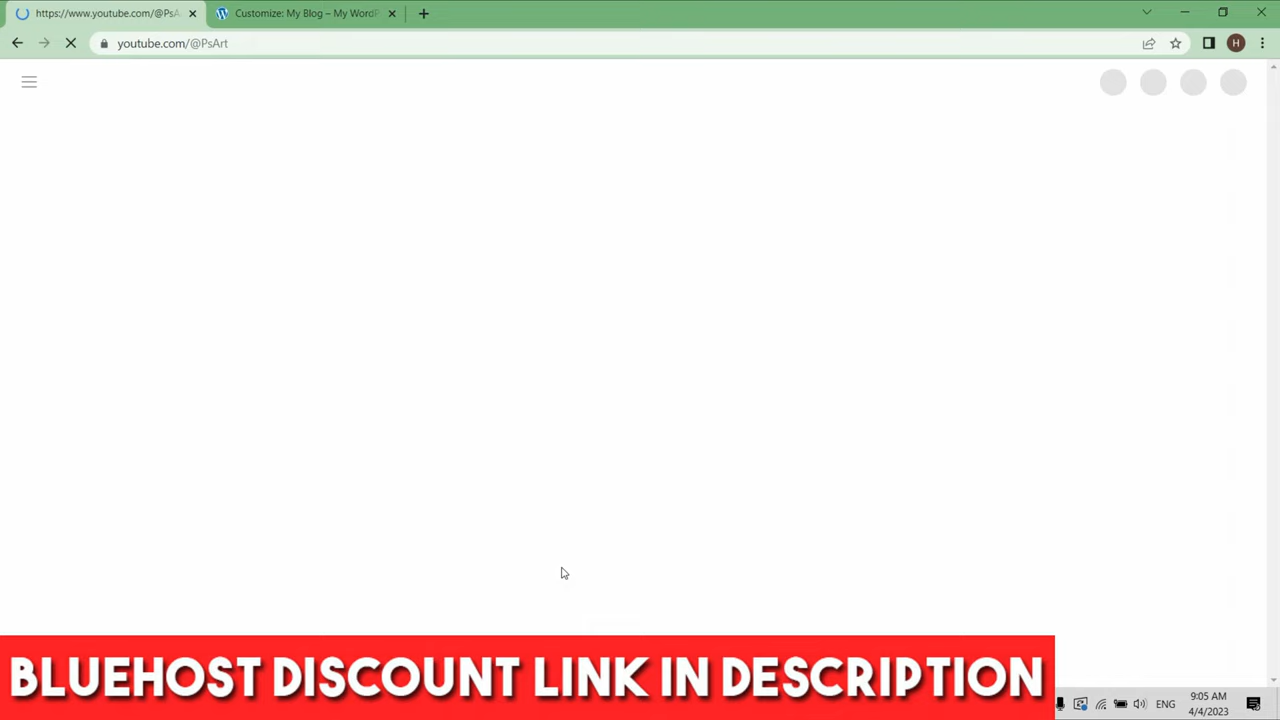 https://www.youtube.com/@PsA
Customize: My Blog – My WordP
youtube.com/@PsArt
H
BLUEHOST DISCOUNT LINK IN DESCRIPTION
ENG
9:05 AM
4/4/2023